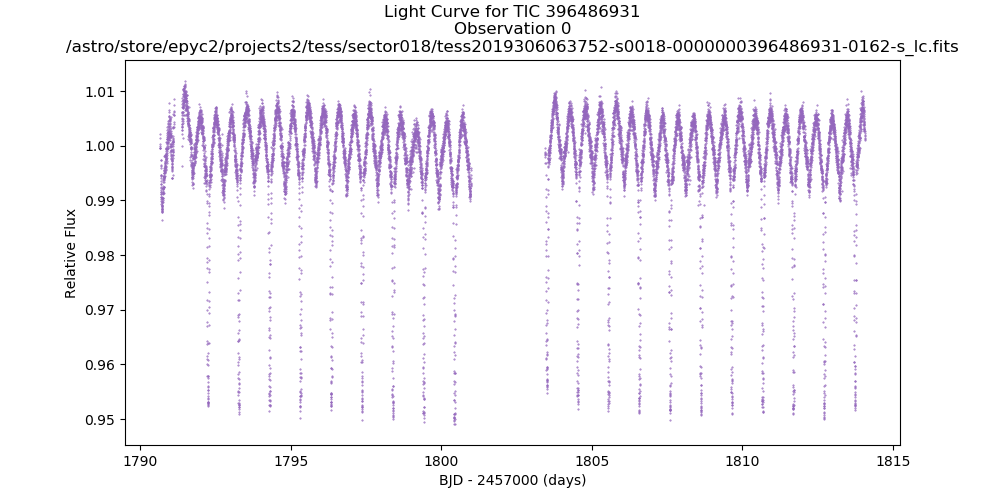 Light Curve for TIC 396486931
Observation 0
/astro/store/epyc2/projects2/tess/sector018/tess2019306063752-s0018-0000000396486931-0162-s_lc.fits
1.01
1.00
0.99
0.98
0.97
0.96
0.95
Relative Flux
1790
1795
1800
1805
1810
1815
BJD - 2457000 (days)